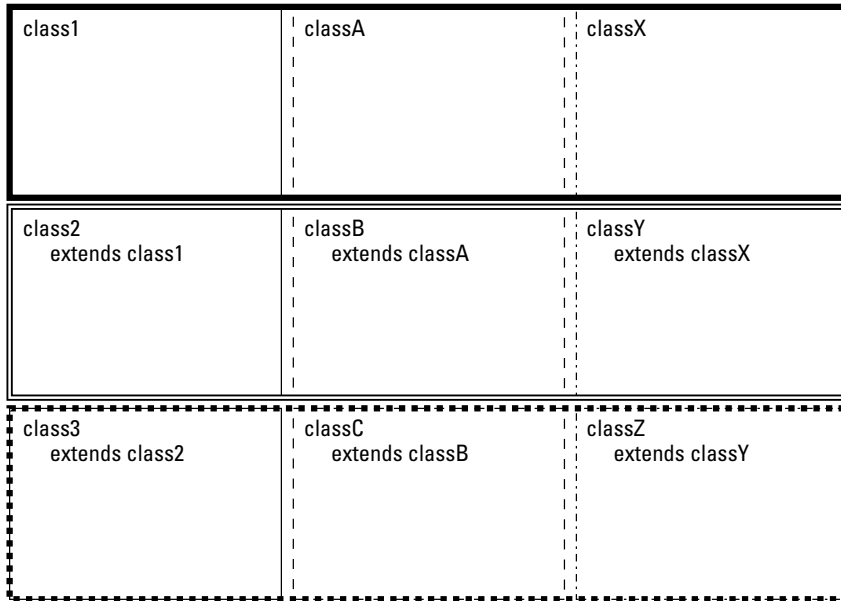 class1
classA
classX
class2
extends class1
classB
extends classA
classY
extends classX
class3
extends class2
classC
extends classB
classZ
extends classY